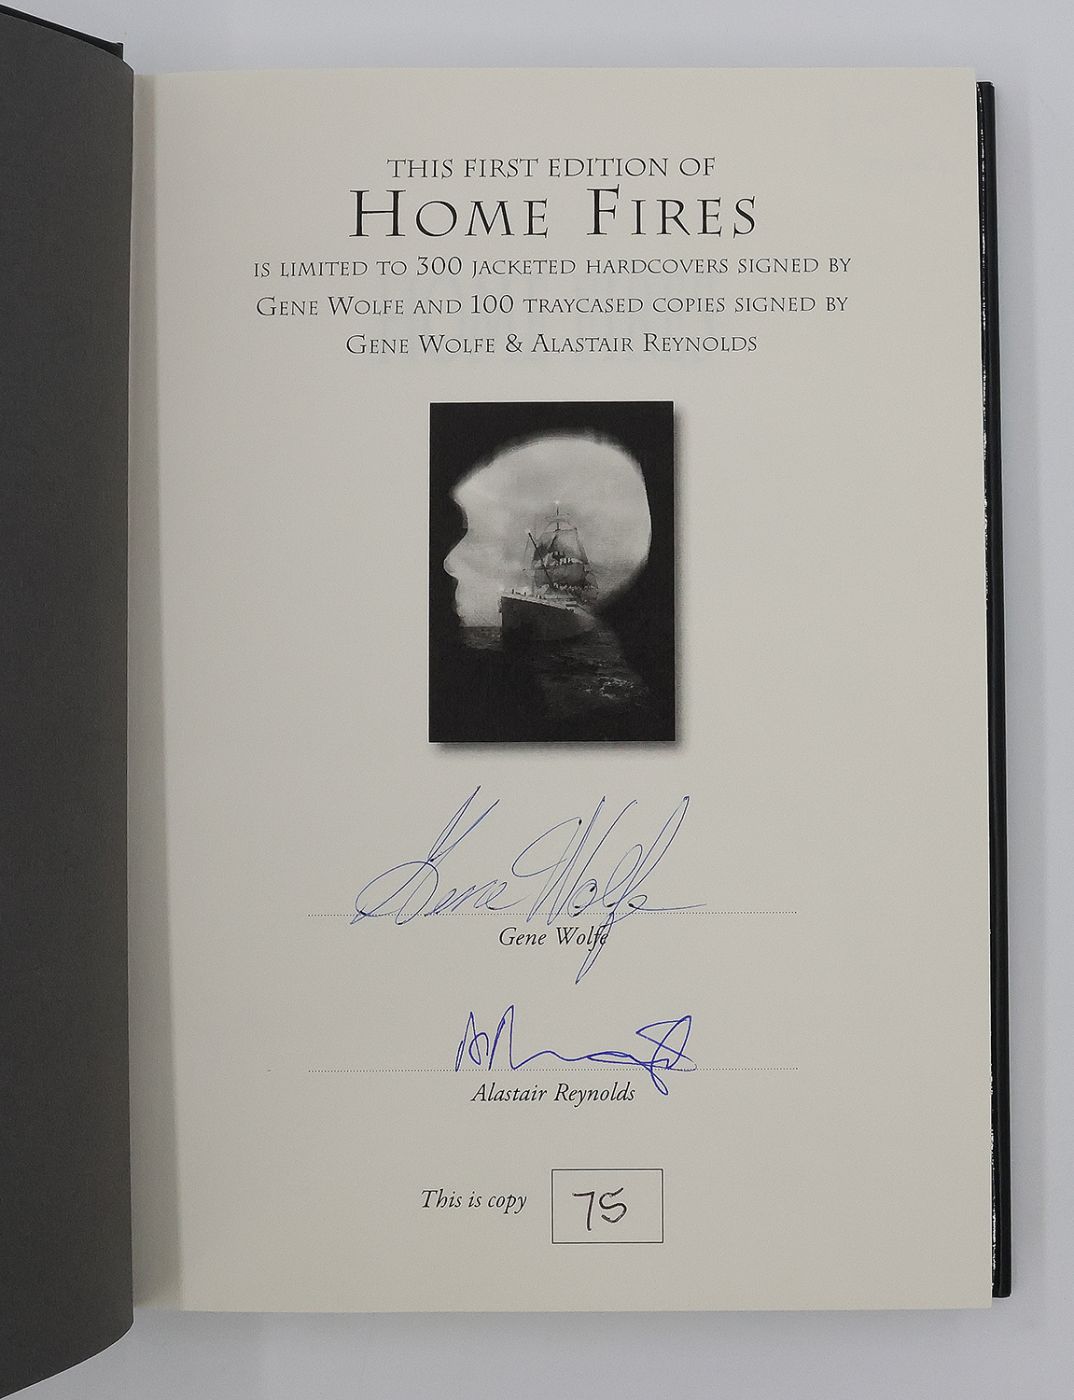 THIS FIRST EDITION OF
HOME FIRES
IS LIMITED TO 300 JACKETED HARDCOVERS SIGNED BY
GENE WOLFE AND 100 TRAYCASED COPIES SIGNED BY
GENE WOLFE & ALASTAIR REYNOLDS
Gene Wolfe
Gene Wolfe
Alastair Reynolds
This is copy 75